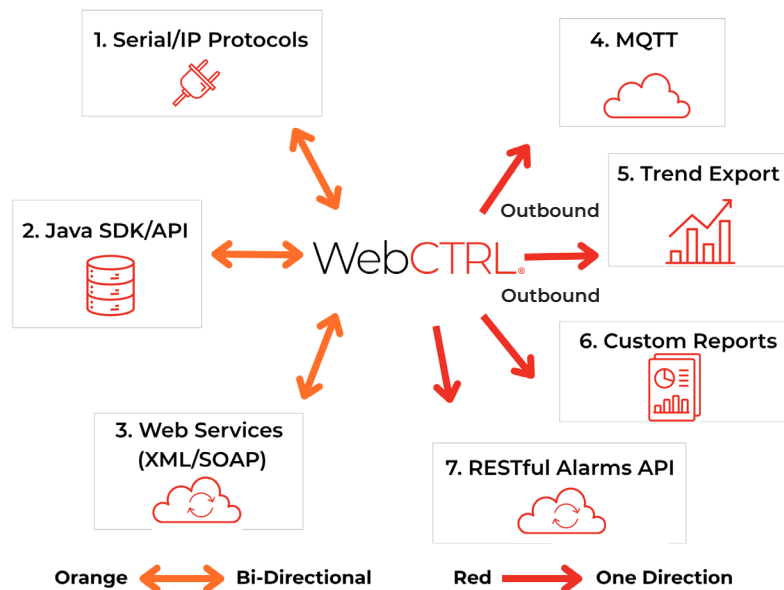 1. Serial/IP Protocols
4. MQTT
5. Trend Export
Outbound
2. Java SDK/API
WebCTRL®
Outbound
6. Custom Reports
3. Web Services
(XML/SOAP)
7. RESTful Alarms API
Orange Bi-Directional
Red One Direction